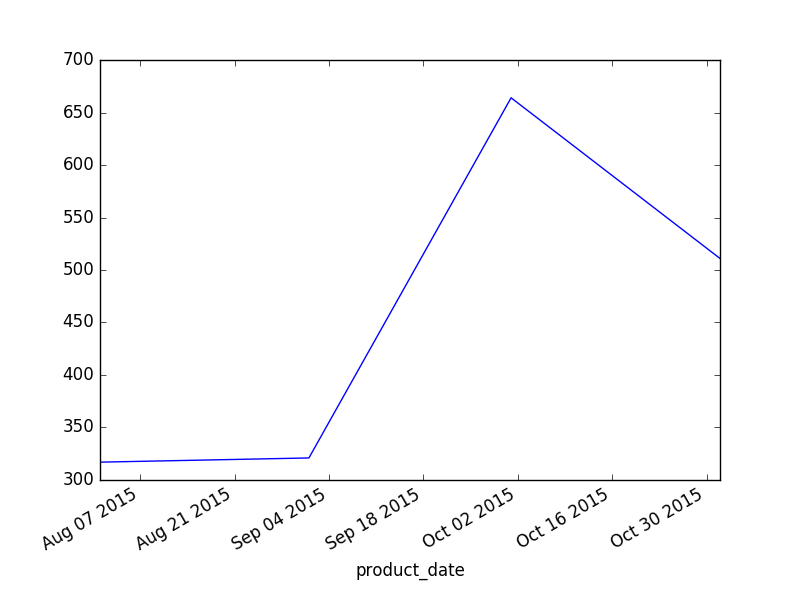 700
650
600
550
500
450
400
350
300
Aug 07 2015
Aug 21 2015
Sep 04 2015
Sep 18 2015
Oct 02 2015
Oct 16 2015
Oct 30 2015
product_date